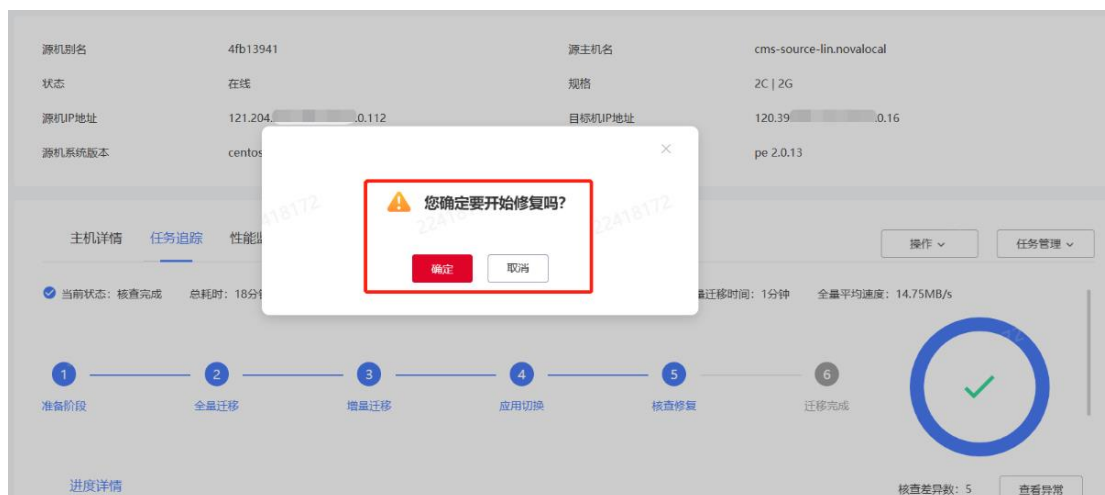 源机别名 4fb13941 源主机名 cms-source-lin.novalocal
状态 在线 规格 2C | 2G
源机IP地址 121.204. .0.112 目标机IP地址 120.39 .0.16
源机系统版本 centos pe 2.0.13
您确定要开始修复吗?
确定 取消
22418172
主机详情 任务追踪 性能 操作 任务管理
当前状态: 核查完成 总耗时: 18分 迁移时间: 1分钟 全量平均速度: 14.75MB/s
1 2 3 4 5 6
准备阶段 全量迁移 增量迁移 应用切换 核查修复 迁移完成
进度详情 核查差异数: 5 查看异常